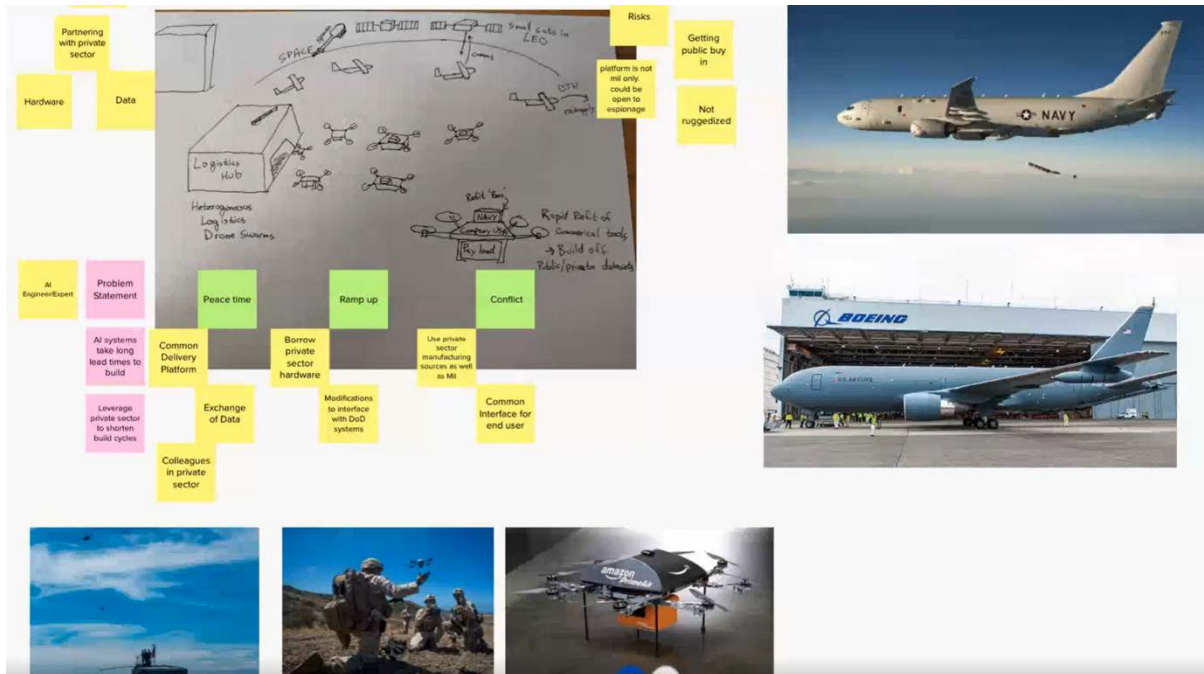 Partnering
with private
sector
Hardware
Data
SPACE
Small sats in
LEO
comms
OTH
resupply
Logistics
Hub
Heterogeneous
Logistics
Drone Swarms
Refit "Box"
NAVY
Company USA
Pay load
Rapid Refit of
Commerical tools
→ Build off
Public/private datasets
Risks
Getting
public buy
in
platform is not
mil only.
could be
open to
espionage
Not
ruggedized
NAVY
BOEING
AI
Engineer/Expert
Problem
Statement
Peace time
Ramp up
Conflict
AI systems
take long
lead times to
build
Common
Delivery
Platform
Borrow
private
sector
hardware
Use private
sector
manufacturing
sources as well
as Mil
Leverage
private sector
to shorten
build cycles
Exchange
of Data
Modifications
to interface
with DoD
systems
Common
Interface for
end user
Colleagues
in private
sector
amazon
PrimeAir